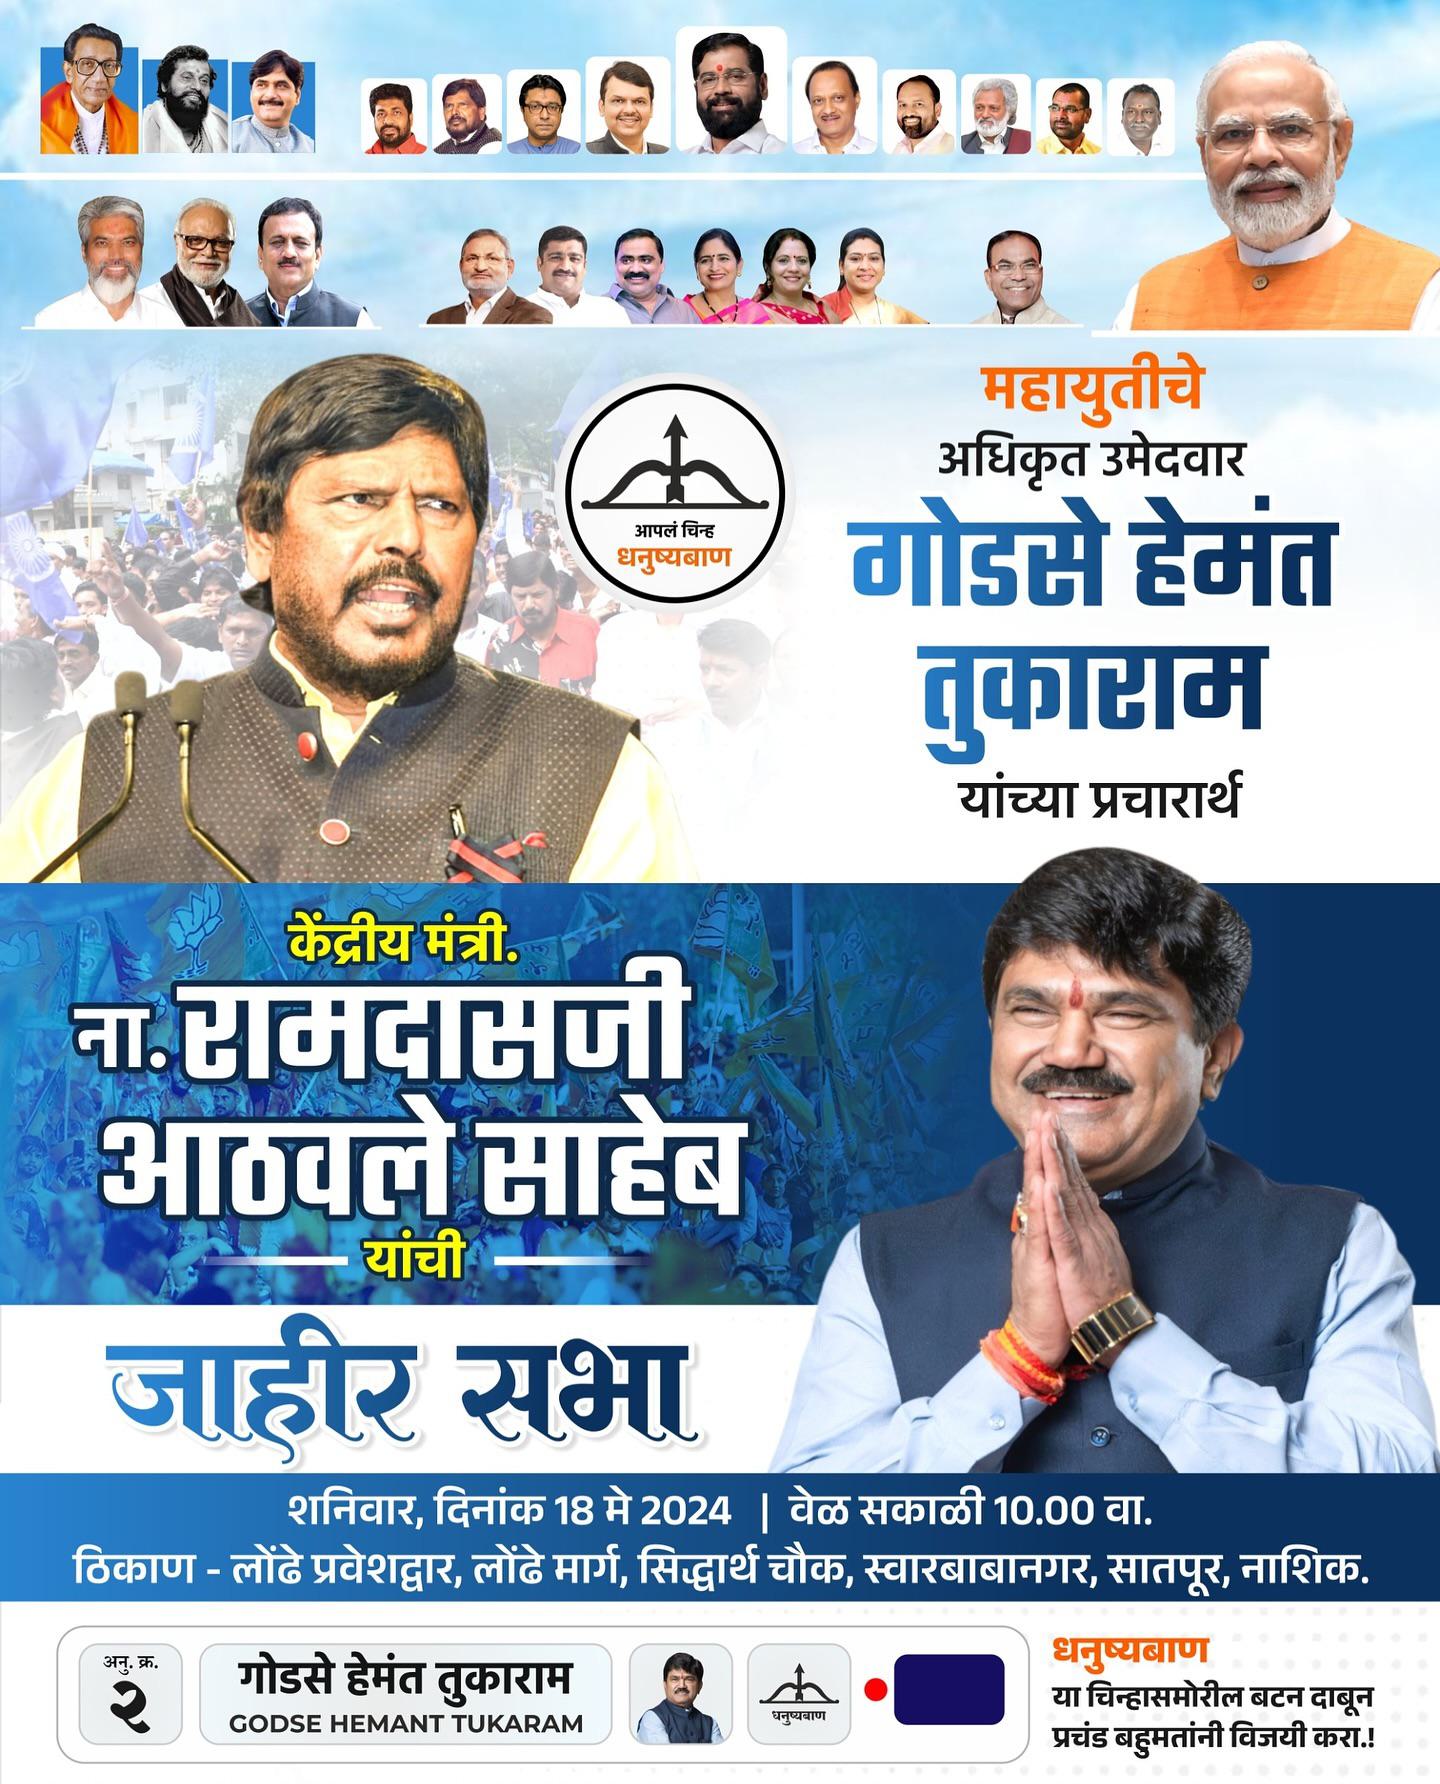 महायुतीचे
अधिकृत उमेदवार
गोडसे हेमंत
तुकाराम
यांच्या प्रचारार्थ
आपलं चिन्ह
धनुष्यबाण
केंद्रीय मंत्री.
ना. रामदासजी
आठवले साहेब
यांची
जाहीर सभा
शनिवार, दिनांक 18 मे 2024 | वेळ सकाळी 10.00 वा.
ठिकाण - लोंढे प्रवेशद्वार, लोंढे मार्ग, सिद्धार्थ चौक, स्वारबाबानगर, सातपूर, नाशिक.
अनु. क्र.
२
गोडसे हेमंत तुकाराम
GODSE HEMANT TUKARAM
धनुष्यबाण
धनुष्यबाण
या चिन्हासमोरील बटन दाबून
प्रचंड बहुमतांनी विजयी करा.!